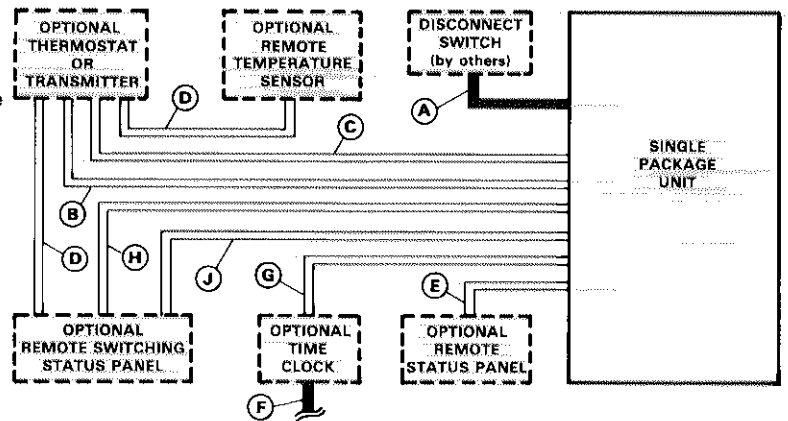 OPTIONAL
THERMOSTAT
OR
TRANSMITTER
OPTIONAL
REMOTE
TEMPERATURE
SENSOR
DISCONNECT
SWITCH
(by others)
D
A
C
SINGLE
PACKAGE
UNIT
B
D
H
J
G
E
OPTIONAL
REMOTE SWITCHING
STATUS PANEL
OPTIONAL
TIME
CLOCK
OPTIONAL
REMOTE
STATUS PANEL
F